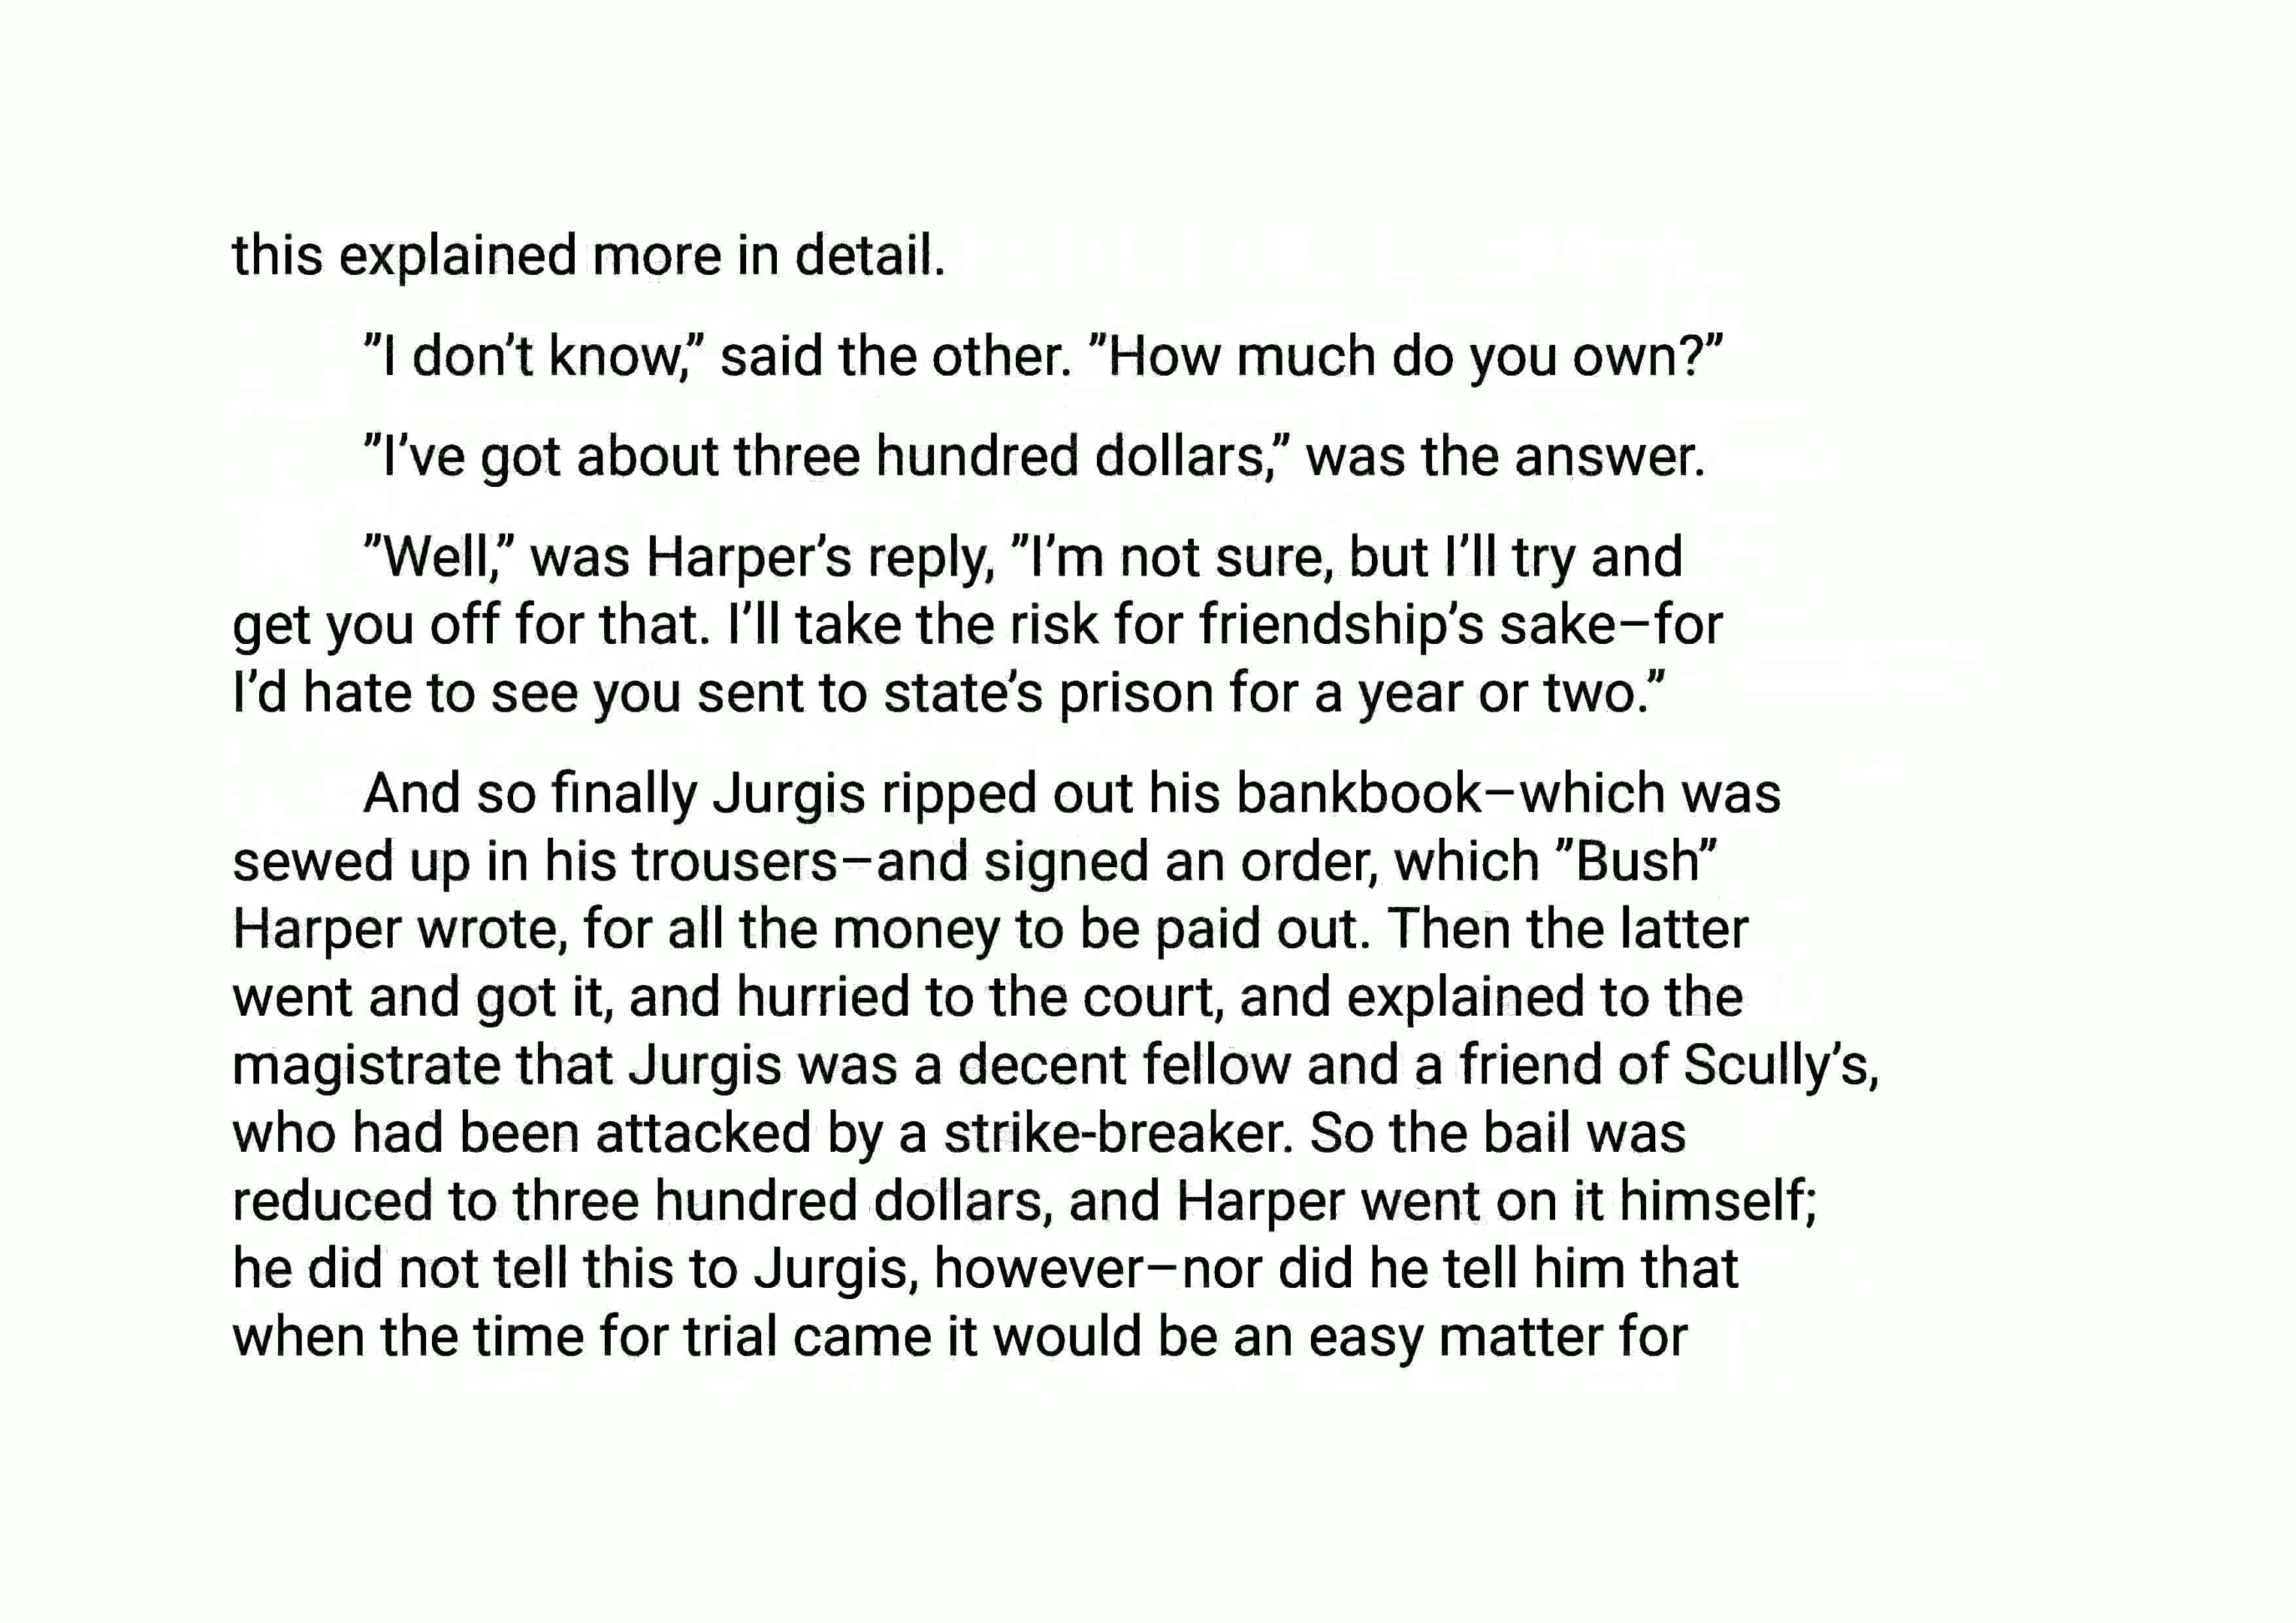 this explained more in detail.
”I don’t know,” said the other. ”How much do you own?”
”I’ve got about three hundred dollars,” was the answer.
”Well,” was Harper’s reply, ”I’m not sure, but I’ll try and
get you off for that. I’ll take the risk for friendship’s sake–for
I’d hate to see you sent to state’s prison for a year or two.”
And so finally Jurgis ripped out his bankbook–which was
sewed up in his trousers–and signed an order, which ”Bush”
Harper wrote, for all the money to be paid out. Then the latter
went and got it, and hurried to the court, and explained to the
magistrate that Jurgis was a decent fellow and a friend of Scully’s,
who had been attacked by a strike-breaker. So the bail was
reduced to three hundred dollars, and Harper went on it himself;
he did not tell this to Jurgis, however–nor did he tell him that
when the time for trial came it would be an easy matter for